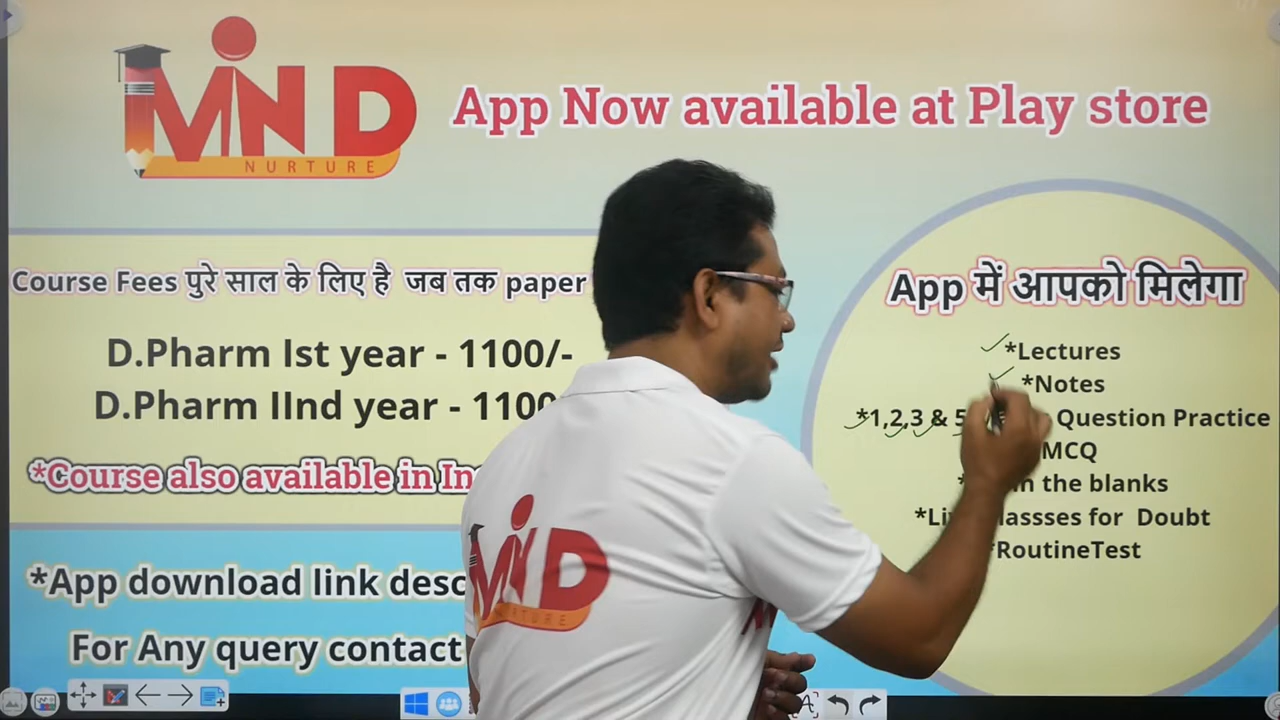 MIND
NURTURE
App Now available at Play store
Course Fees पुरे साल के लिए है जब तक paper
D.Pharm Ist year - 1100/-
D.Pharm IInd year - 1100
*Course also available in
App में आपको मिलेगा
*Lectures
*Notes
*1,2,3 & 5 Question Practice
MCQ
in the blanks
*Li lassses for Doubt
*RoutineTest
*App download link
For Any query contact
MIND
NURTURE